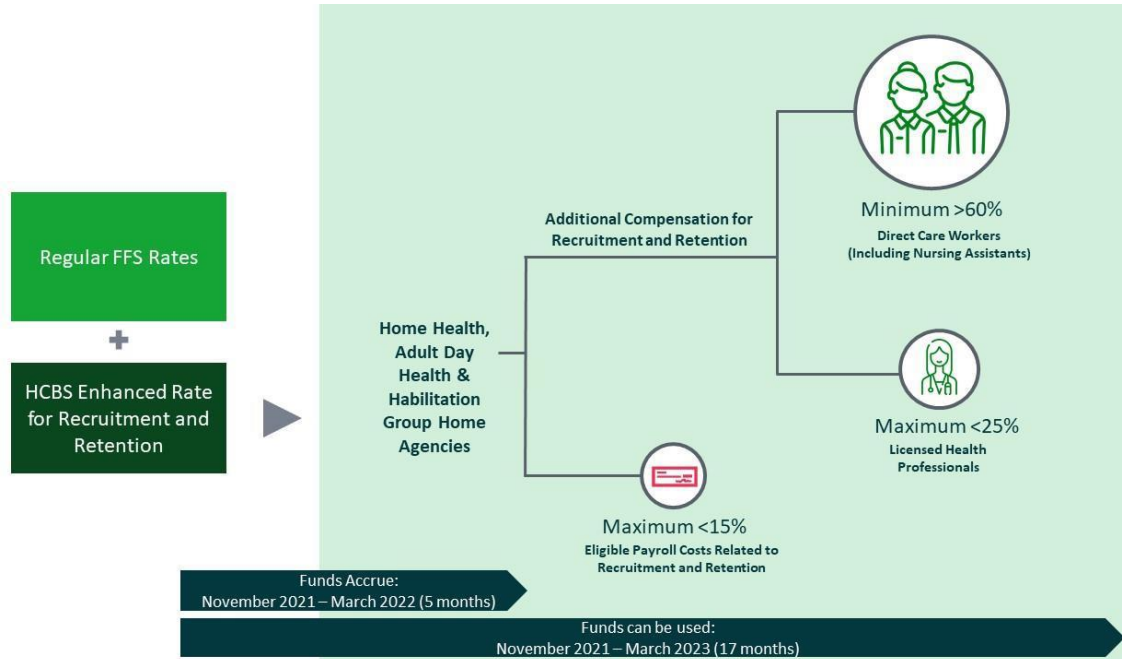 Regular FFS Rates
+
HCBS Enhanced Rate
for Recruitment and
Retention
Home Health,
Adult Day
Health &
Habilitation
Group Home
Agencies
Additional Compensation for
Recruitment and Retention
Minimum >60%
Direct Care Workers
(Including Nursing Assistants)
Maximum <25%
Licensed Health
Professionals
Maximum <15%
Eligible Payroll Costs Related to
Recruitment and Retention
Funds Accrue:
November 2021 – March 2022 (5 months)
Funds can be used:
November 2021 – March 2023 (17 months)